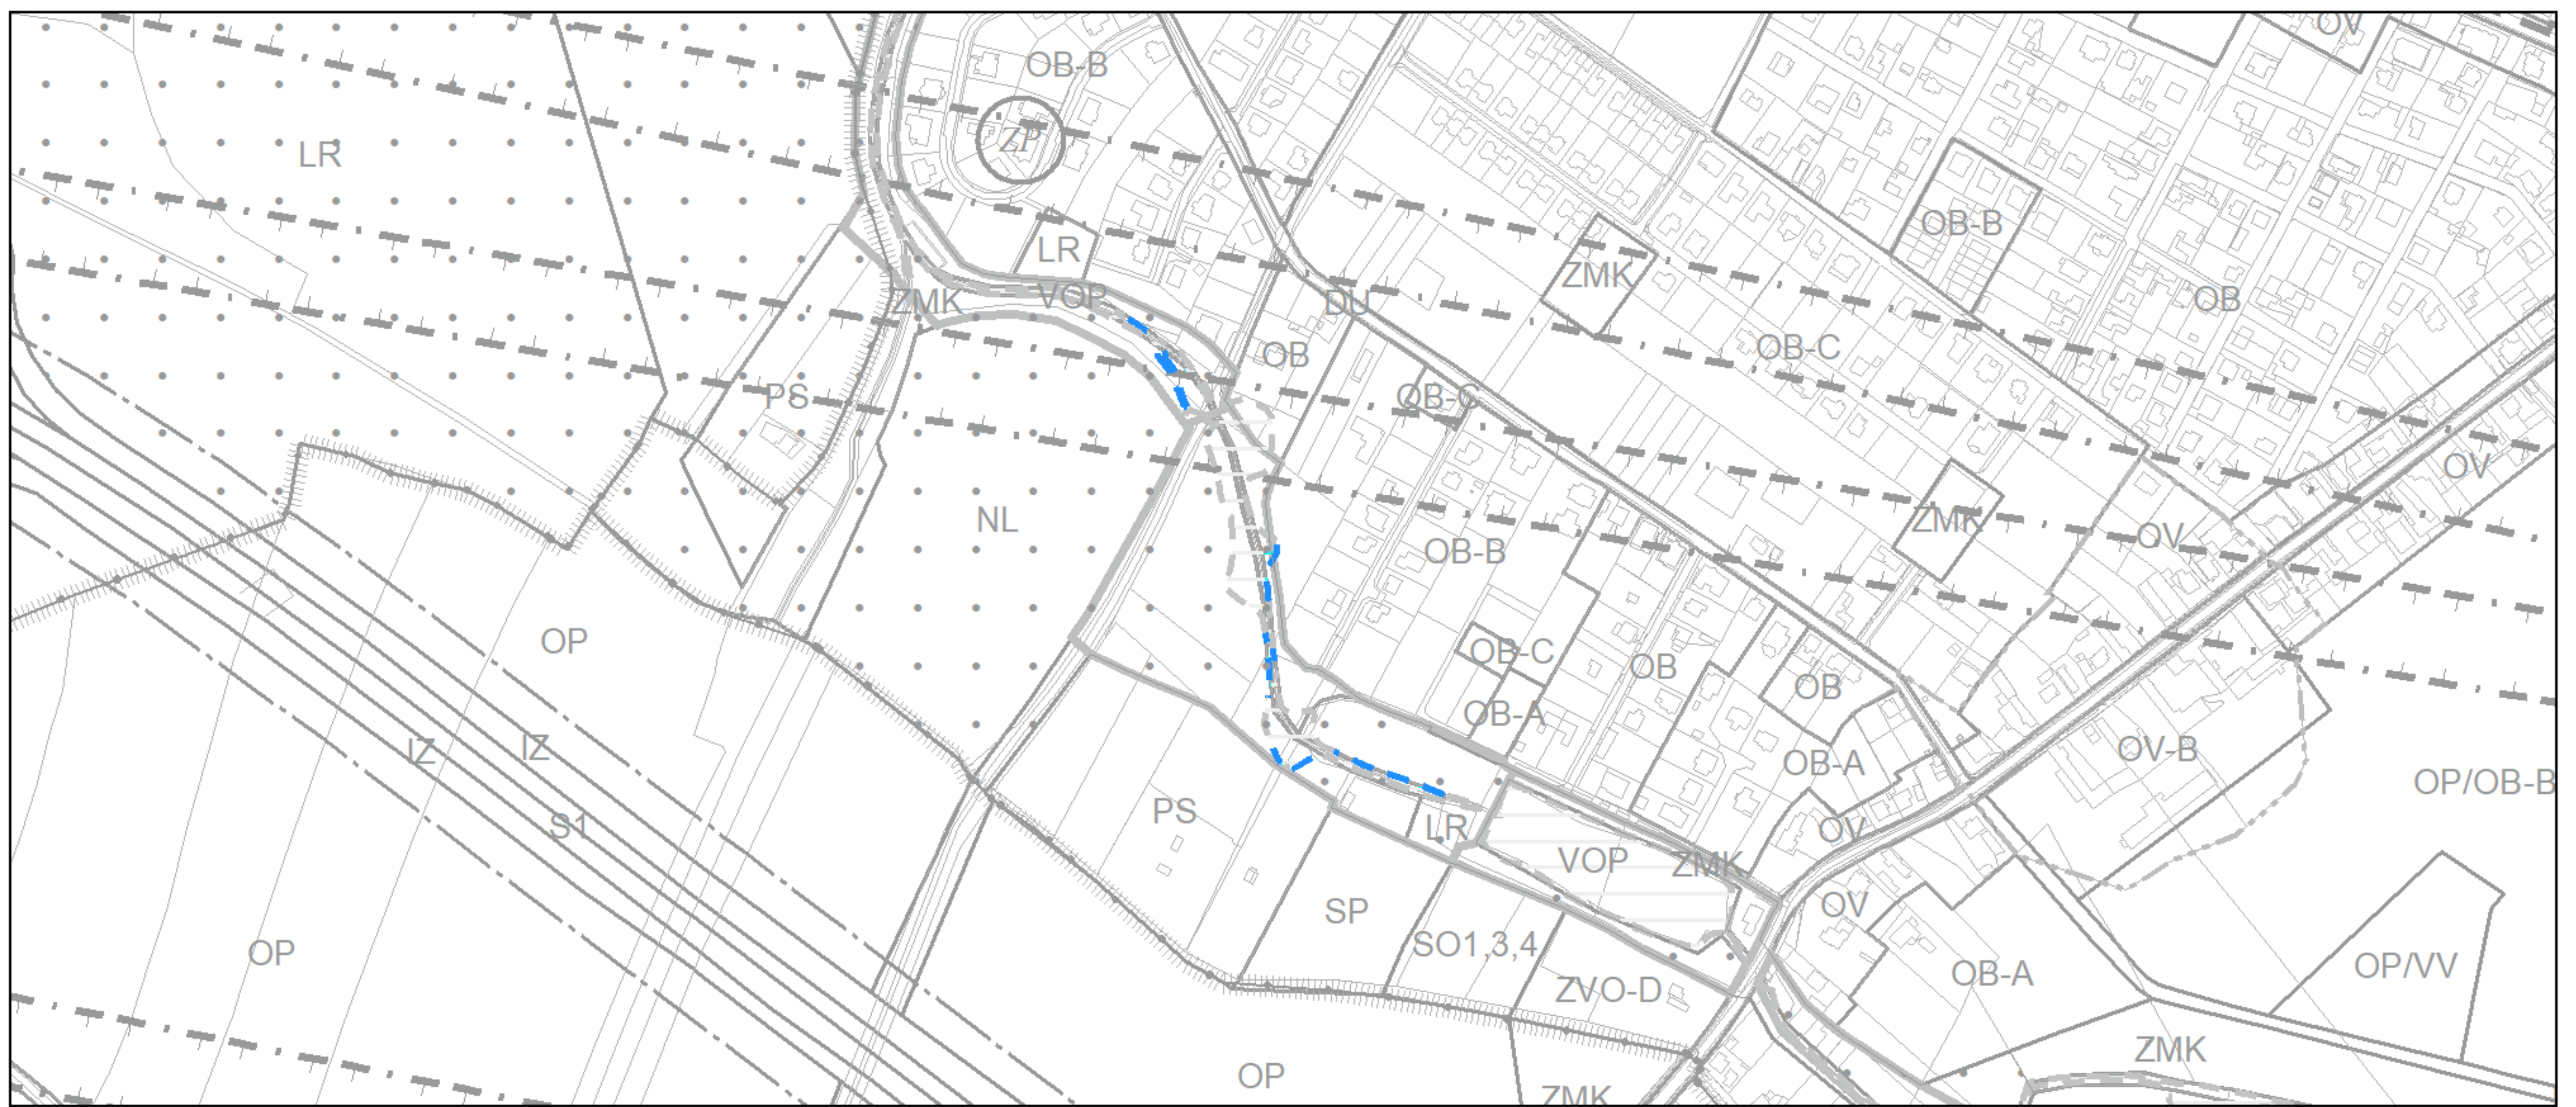 OV
OB-B
ZP
LR
OB-B
LR
ZMK
ZMK
VOP
DU
OB
OB-C
OB
PS
OB-C
OV
NL
ZMK
OV
OB-B
OP
OB-C
OB
OB
OB-A
IZ
IZ
OB-A
OV-B
OP/OB-B
S1
PS
LR
OV
VOP
ZMK
SP
OV
OP
SO1,3,4
OB-A
OP/VV
ZVO-D
ZMK
OP
ZMK